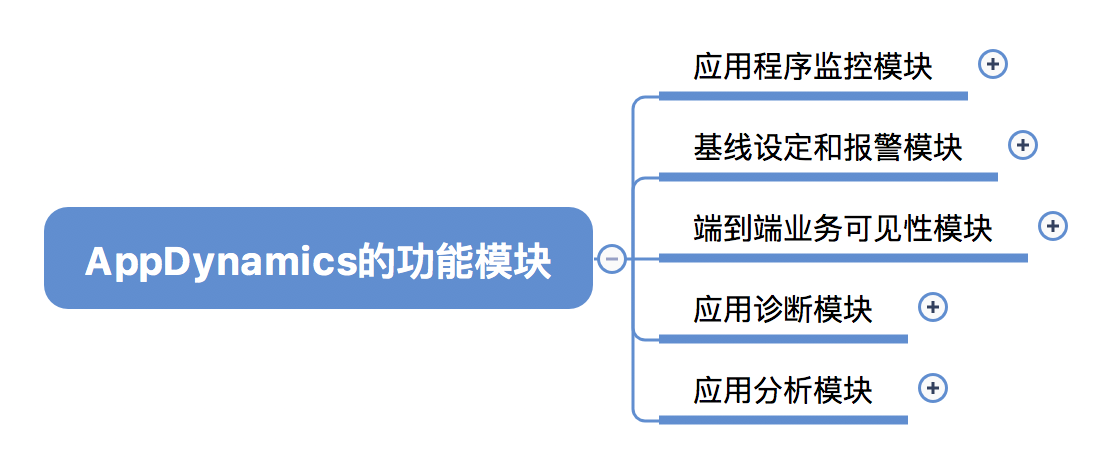 应用程序监控模块
基线设定和报警模块
AppDynamics的功能模块
端到端业务可见性模块
应用诊断模块
应用分析模块